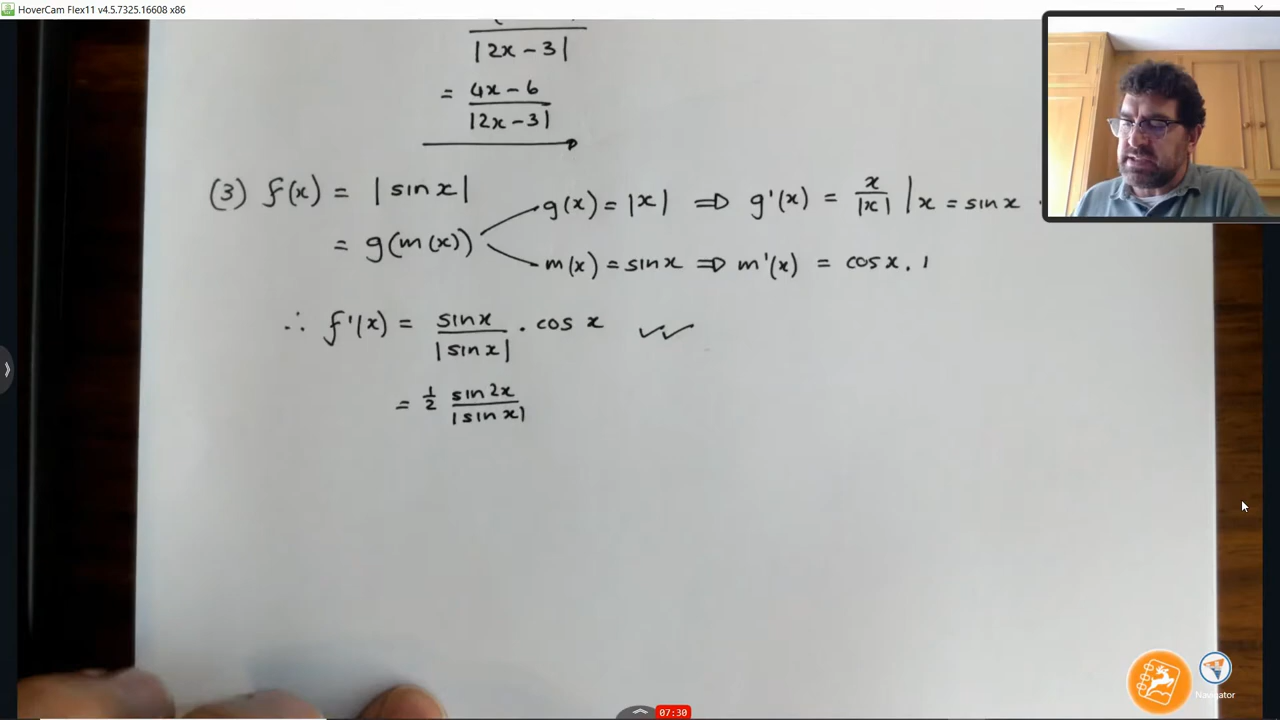 HoverCam Flex11 v4.5.7325.16608 x86
|2x - 3|
= 4x - 6
|2x - 3|
(3) f(x) = | sin x |
= g(m(x))
g(x) = |x| ⇒ g'(x) = x/|x| | x = sin x
m(x) = sin x ⇒ m'(x) = cos x . 1
∴ f'(x) = sin x/|sin x| . cos x ✓✓
= 1/2 sin 2x/|sin x|
07:30
Navigator